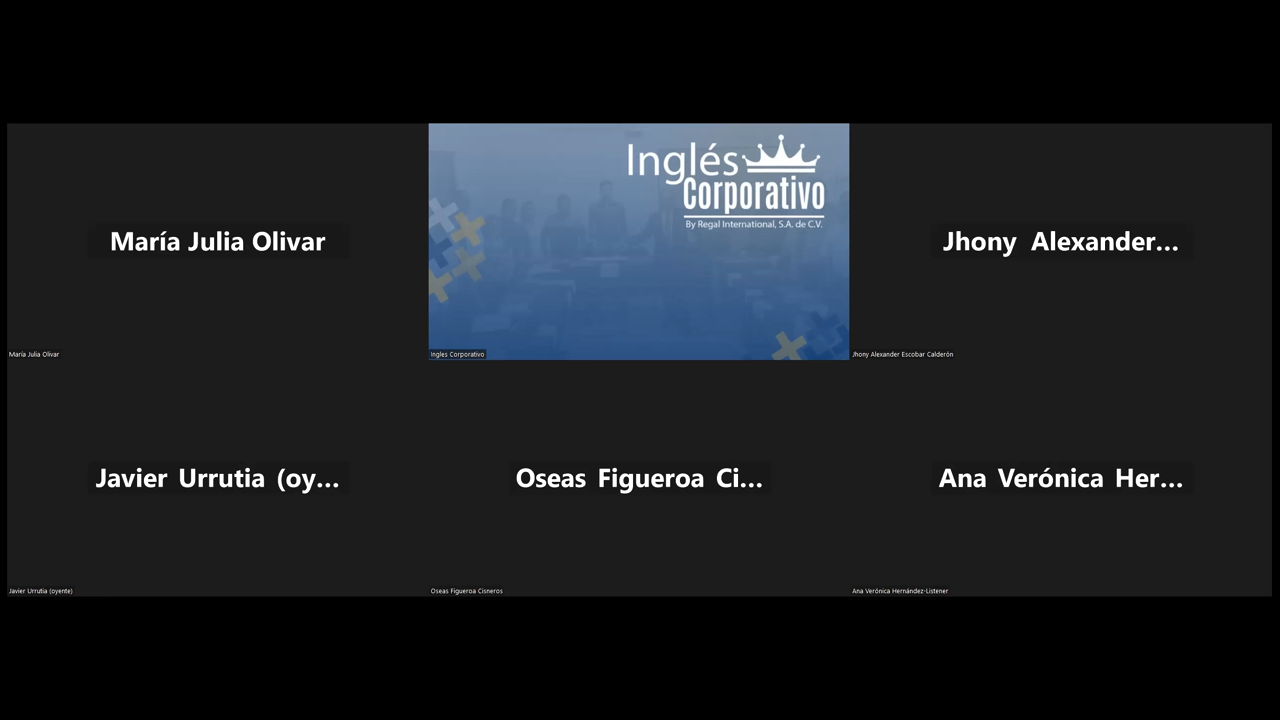 María Julia Olivar
María Julia Olivar
Inglés
Corporativo
By Regal International, S.A. de C.V.
Ingles Corporativo
Jhony Alexander...
Jhony Alexander Escobar Calderón
Javier Urrutia (oy...
Javier Urrutia (oyente)
Oseas Figueroa Ci...
Oseas Figueroa Cisneros
Ana Verónica Her...
Ana Verónica Hernández-Listener